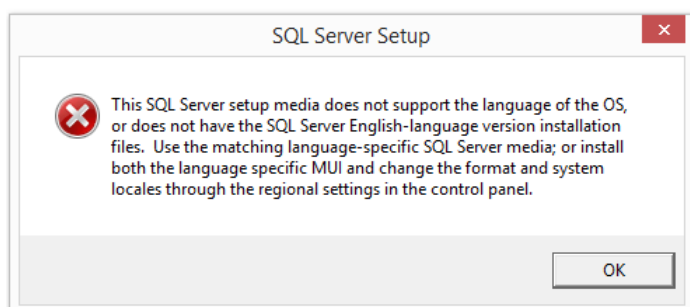 SQL Server Setup
This SQL Server setup media does not support the language of the OS,
or does not have the SQL Server English-language version installation
files.  Use the matching language-specific SQL Server media; or install
both the language specific MUI and change the format and system
locales through the regional settings in the control panel.
OK